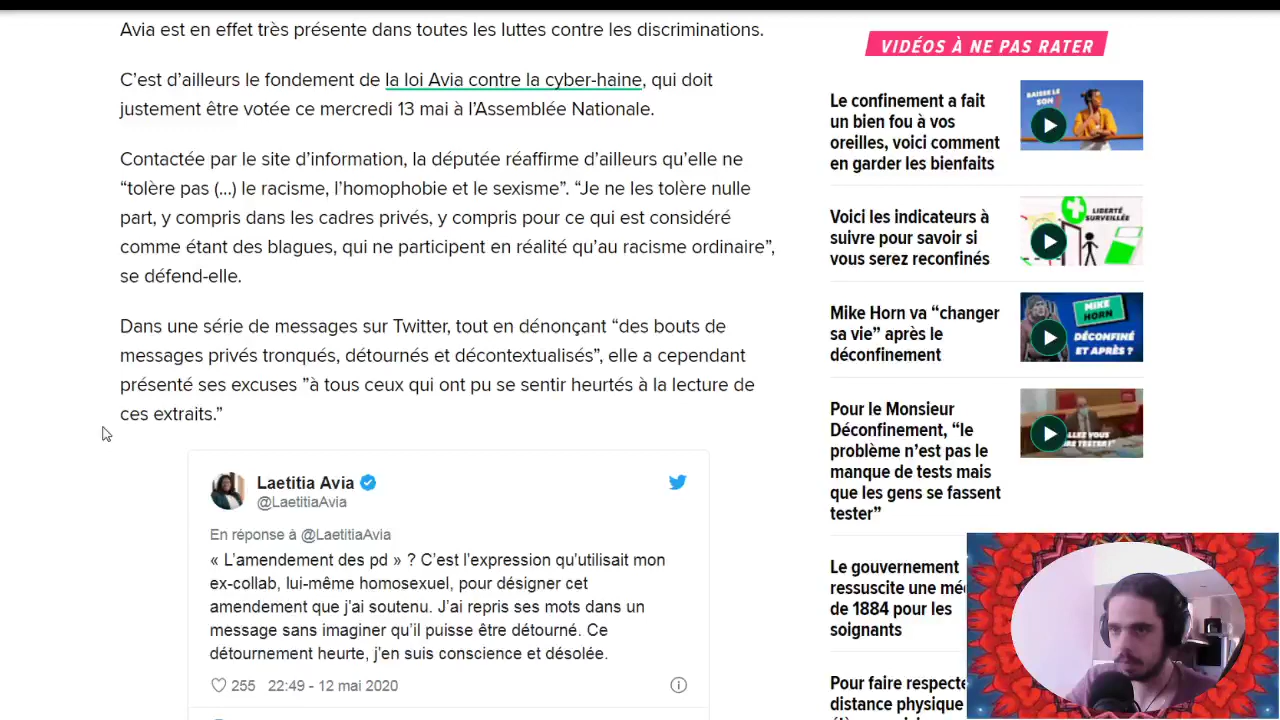 Avia est en effet très présente dans toutes les luttes contre les discriminations.
C’est d’ailleurs le fondement de la loi Avia contre la cyber-haine, qui doit
justement être votée ce mercredi 13 mai à l’Assemblée Nationale.
Contactée par le site d’information, la députée réaffirme d’ailleurs qu’elle ne
“tolère pas (…) le racisme, l’homophobie et le sexisme”. “Je ne les tolère nulle
part, y compris dans les cadres privés, y compris pour ce qui est considéré
comme étant des blagues, qui ne participent en réalité qu’au racisme ordinaire”,
se défend-elle.
Dans une série de messages sur Twitter, tout en dénonçant “des bouts de
messages privés tronqués, détournés et décontextualisés”, elle a cependant
présenté ses excuses ”à tous ceux qui ont pu se sentir heurtés à la lecture de
ces extraits.”
Laetitia Avia
@LaetitiaAvia
En réponse à @LaetitiaAvia
« L’amendement des pd » ? C’est l’expression qu’utilisait mon
ex-collab, lui-même homosexuel, pour désigner cet
amendement que j’ai soutenu. J’ai repris ses mots dans un
message sans imaginer qu’il puisse être détourné. Ce
détournement heurte, j’en suis conscience et désolée.
255 22:49 - 12 mai 2020
VIDÉOS À NE PAS RATER
Le confinement a fait
un bien fou à vos
oreilles, voici comment
en garder les bienfaits
BAISSE LE
SON
Voici les indicateurs à
suivre pour savoir si
vous serez reconfinés
LIBERTÉ
SURVEILLÉE
Mike Horn va “changer
sa vie” après le
déconfinement
MIKE
HORN
DÉCONFINÉ
ET APRÈS ?
Pour le Monsieur
Déconfinement, “le
problème n’est pas le
manque de tests mais
que les gens se fassent
tester”
ALLEZ VOUS
TESTER !"
Le gouvernement
ressuscite une mé
de 1884 pour les
soignants
Pour faire respecte
distance physique